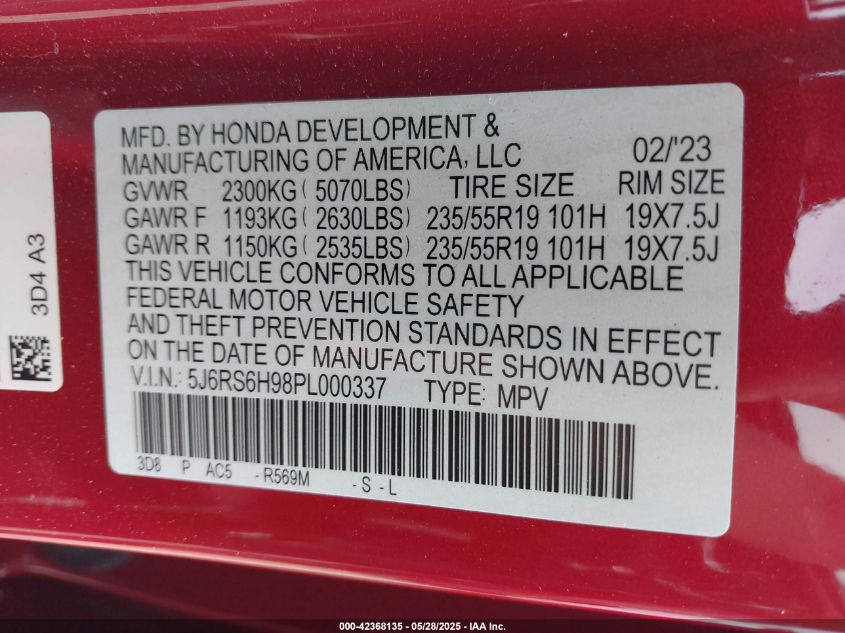 MFD. BY HONDA DEVELOPMENT &
MANUFACTURING OF AMERICA, LLC 02/'23
GVWR 2300KG ( 5070LBS) TIRE SIZE RIM SIZE
GAWR F 1193KG ( 2630LBS) 235/55R19 101H 19X7.5J
GAWR R 1150KG ( 2535LBS) 235/55R19 101H 19X7.5J
THIS VEHICLE CONFORMS TO ALL APPLICABLE
FEDERAL MOTOR VEHICLE SAFETY
AND THEFT PREVENTION STANDARDS IN EFFECT
ON THE DATE OF MANUFACTURE SHOWN ABOVE.
V.I.N.: 5J6RS6H98PL000337 TYPE: MPV
3D8 P AC5 -R569M -S-L
3D4 A3
000-42368135 - 05/28/2025 - IAA Inc.